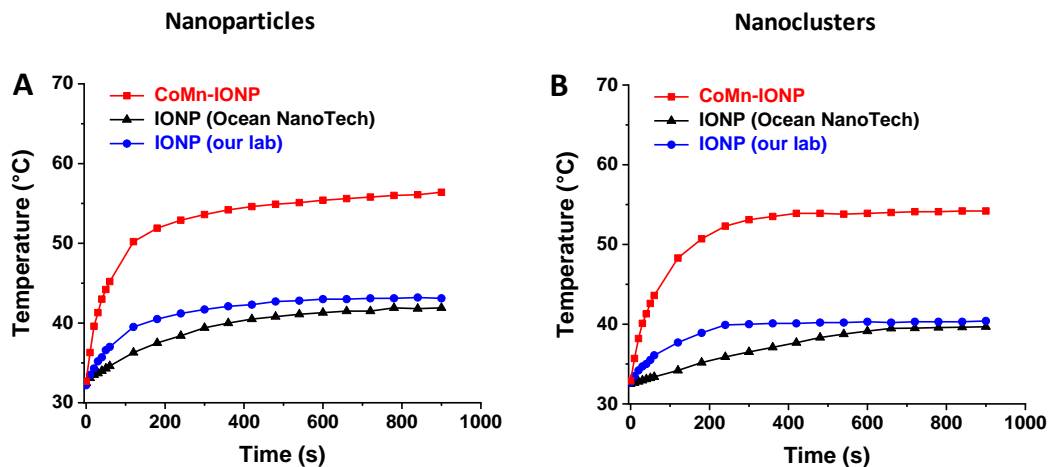 Nanoparticles
A
CoMn-IONP
IONP (Ocean NanoTech)
IONP (our lab)
Temperature (°C)
70
60
50
40
30
0 200 400 600 800 1000
Time (s)
Nanoclusters
B
CoMn-IONP
IONP (Ocean NanoTech)
IONP (our lab)
Temperature (°C)
70
60
50
40
30
0 200 400 600 800 1000
Time (s)